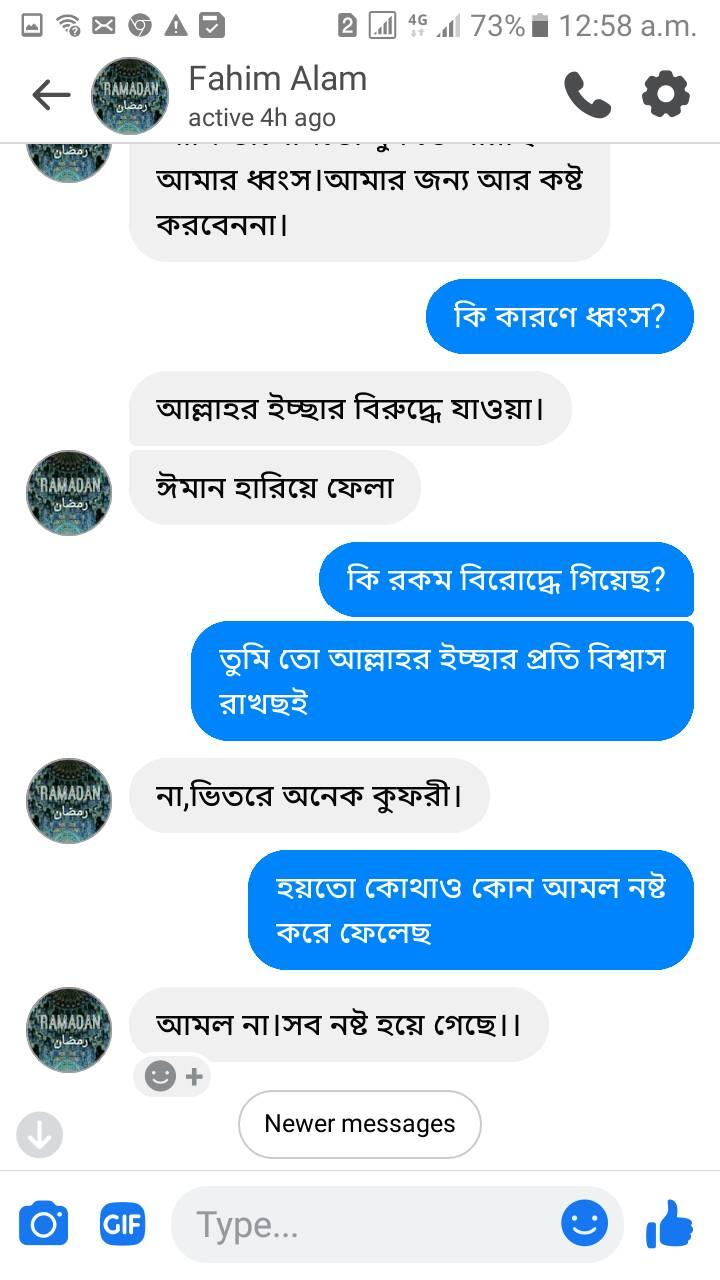 2 4G 73% 12:58 a.m.
Fahim Alam
active 4h ago
RAMADAN
رمضان
رمضان
আমার ধ্বংস।আমার জন্য আর কষ্ট
করবেননা।
কি কারণে ধ্বংস?
আল্লাহর ইচ্ছার বিরুদ্ধে যাওয়া।
RAMADAN
رمضان
ঈমান হারিয়ে ফেলা
কি রকম বিরোদ্ধে গিয়েছ?
তুমি তো আল্লাহর ইচ্ছার প্রতি বিশ্বাস
রাখছই
RAMADAN
رمضان
না,ভিতরে অনেক কুফরী।
হয়তো কোথাও কোন আমল নষ্ট
করে ফেলেছ
RAMADAN
رمضان
আমল না।সব নষ্ট হয়ে গেছে।।
Newer messages
GIF
Type...